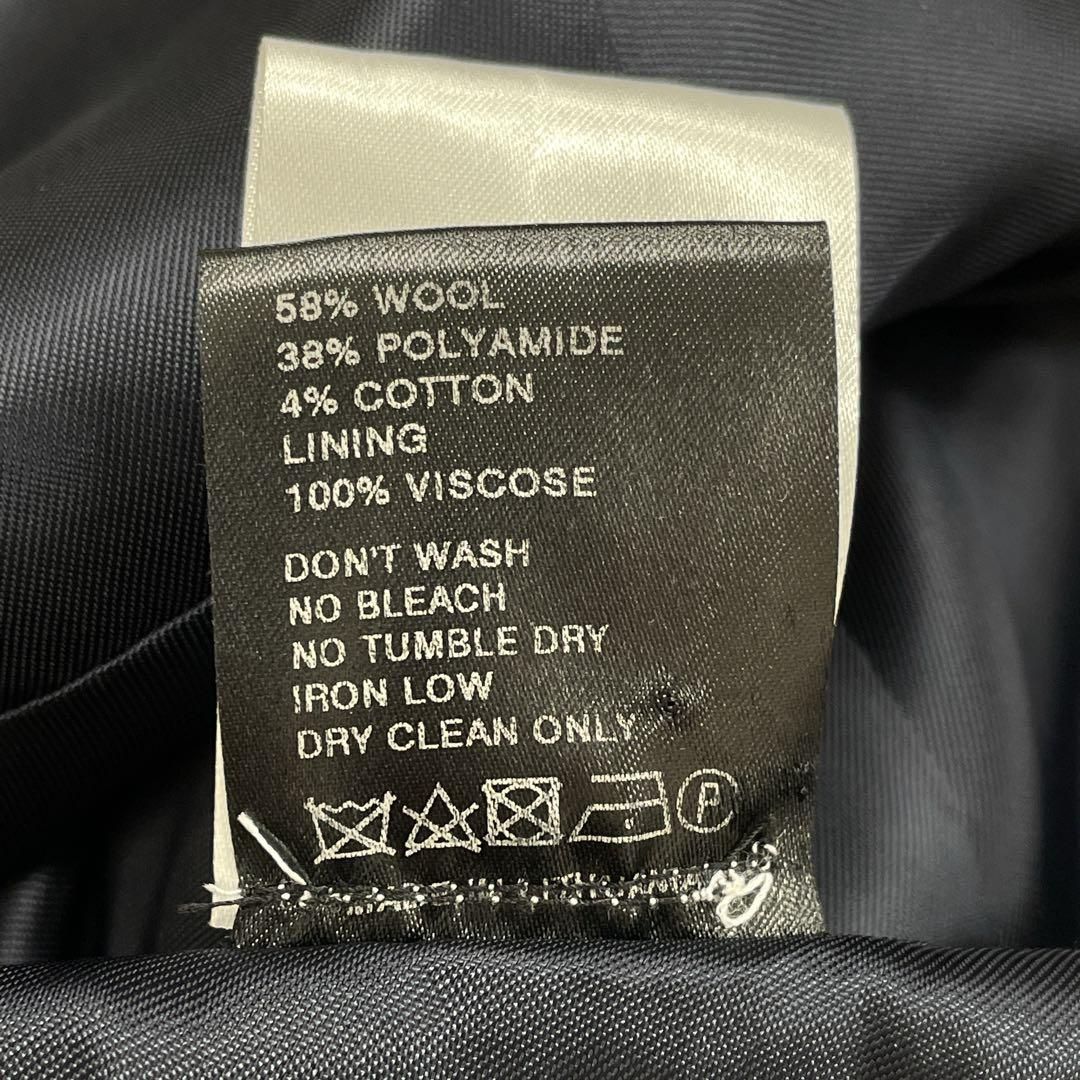 58% WOOL
38% POLYAMIDE
4% COTTON
LINING
100% VISCOSE
DON'T WASH
NO BLEACH
NO TUMBLE DRY
IRON LOW
DRY CLEAN ONLY
P